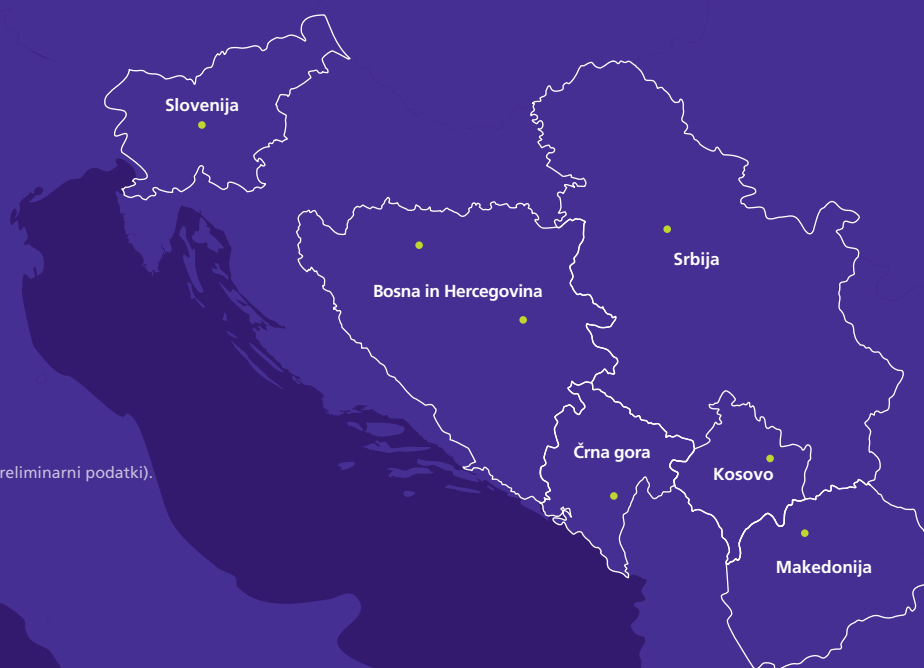 Slovenija
Srbija
Bosna in Hercegovina
Črna gora
reliminarni podatki).
Kosovo
Makedonija